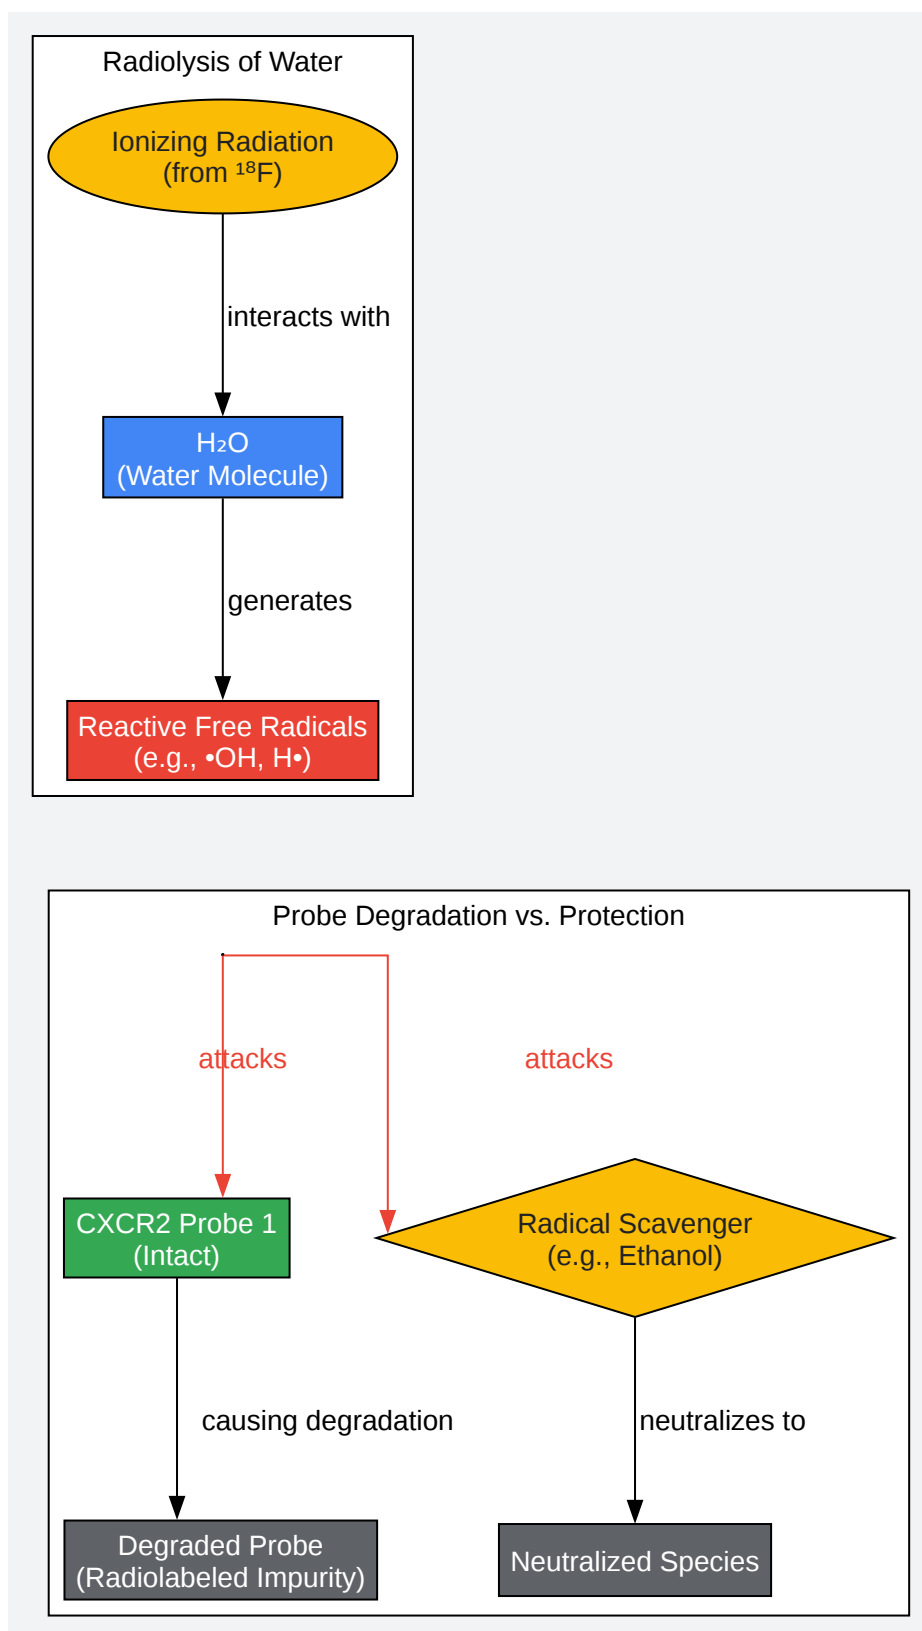 Radiolysis of Water
Ionizing Radiation
(from ¹⁸F)
interacts with
H₂O
(Water Molecule)
generates
Reactive Free Radicals
(e.g., •OH, H•)
Probe Degradation vs. Protection
attacks
attacks
CXCR2 Probe 1
(Intact)
Radical Scavenger
(e.g., Ethanol)
causing degradation
neutralizes to
Degraded Probe
(Radiolabeled Impurity)
Neutralized Species